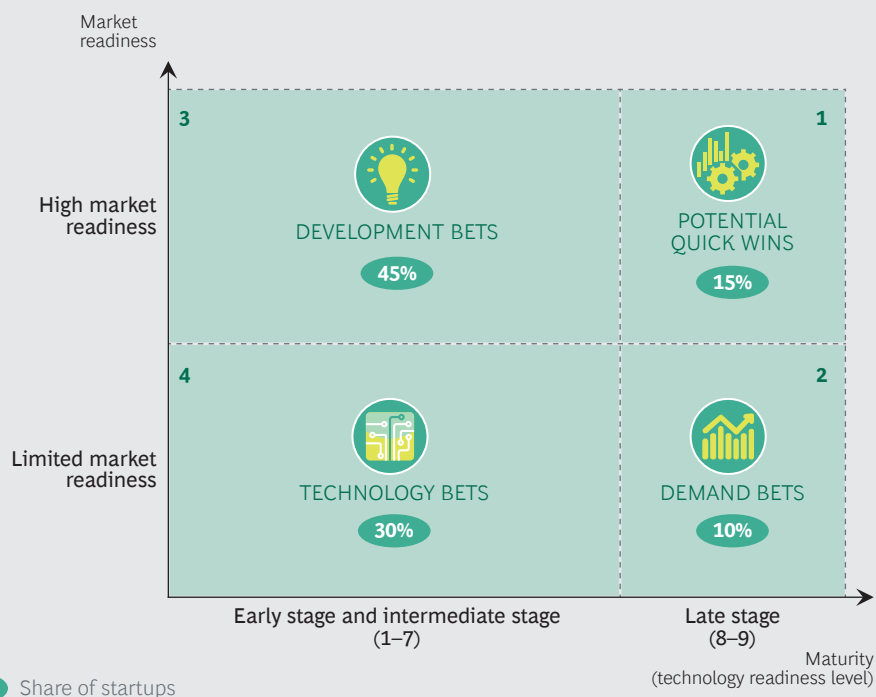 Market
readiness
3
1
High market
readiness
DEVELOPMENT BETS
45%
POTENTIAL
QUICK WINS
15%
4
2
Limited market
readiness
TECHNOLOGY BETS
30%
DEMAND BETS
10%
Early stage and intermediate stage
(1–7)
Late stage
(8–9)
Maturity
(technology readiness level)
Share of startups